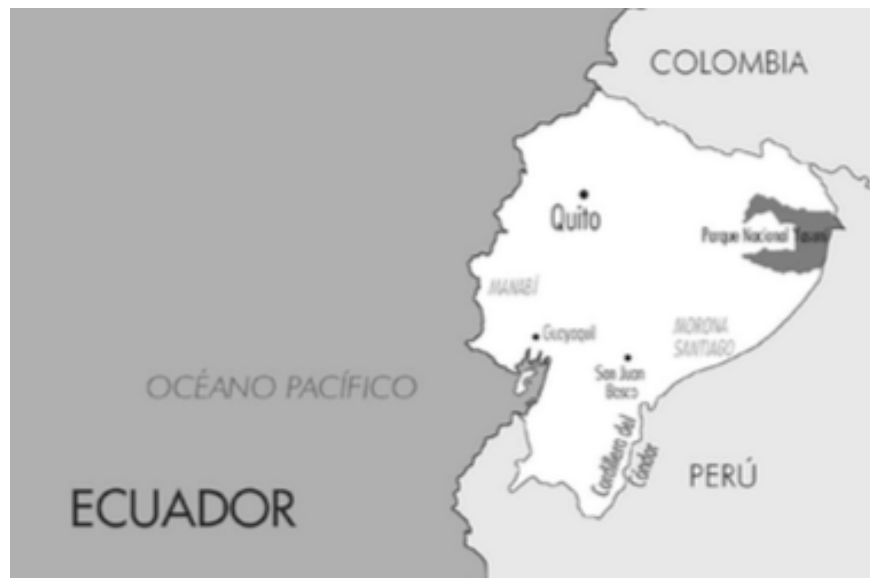 COLOMBIA
Quito
Parque Nacional Yasuní
MANABÍ
Guayaquil
MORONA
SANTIAGO
San Juan
Bosco
OCÉANO PACÍFICO
Cordillera del
Cóndor
PERÚ
ECUADOR